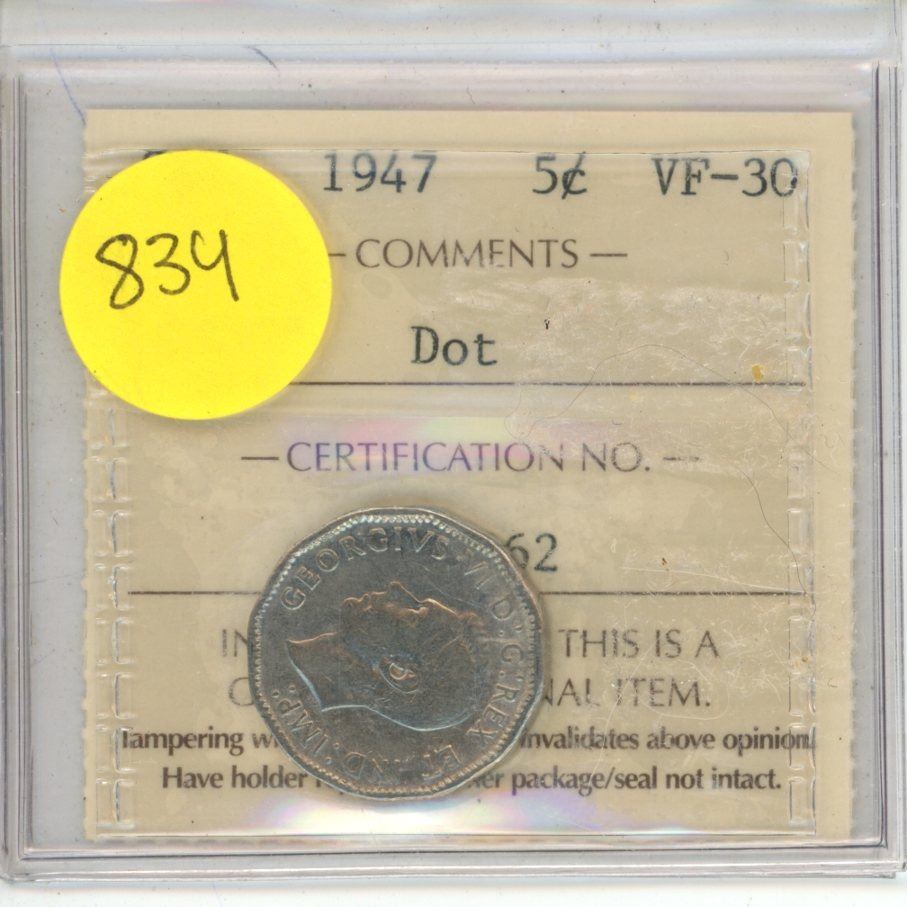 1947 5¢ VF-30
834
— COMMENTS —
Dot
— CERTIFICATION NO. —
62
THIS IS A
ITEM.
Tampering invalidates above opinion.
Have holder package/seal not intact.
GEORGIVS VI D:G:REX ET IND:IMP: